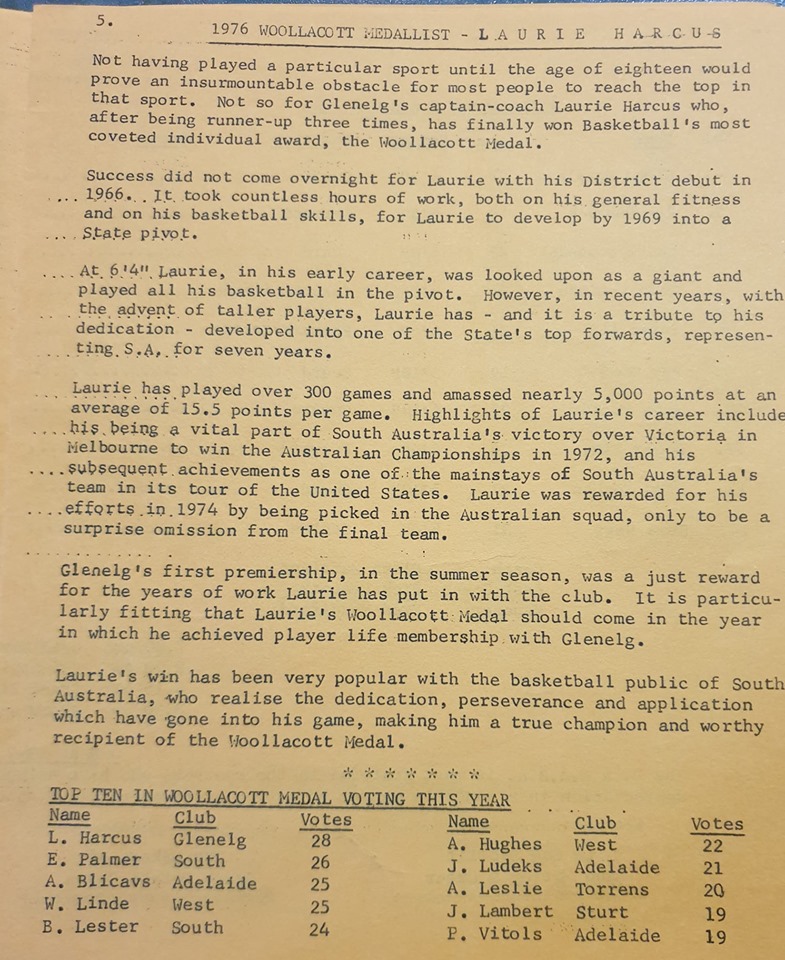 5.
1976 WOOLLACOTT MEDALLIST - L A U R I E H A R C U S
Not having played a particular sport until the age of eighteen would
prove an insurmountable obstacle for most people to reach the top in
that sport. Not so for Glenelg's captain-coach Laurie Harcus who,
after being runner-up three times, has finally won Basketball's most
coveted individual award, the Woollacott Medal.
Success did not come overnight for Laurie with his District debut in
1966. It took countless hours of work, both on his general fitness
and on his basketball skills, for Laurie to develop by 1969 into a
State pivot.
At 6'4" Laurie, in his early career, was looked upon as a giant and
played all his basketball in the pivot. However, in recent years, with
the advent of taller players, Laurie has - and it is a tribute to his
dedication - developed into one of the State's top forwards, represen-
ting S.A. for seven years.
Laurie has played over 300 games and amassed nearly 5,000 points at an
average of 15.5 points per game. Highlights of Laurie's career include
his being a vital part of South Australia's victory over Victoria in
Melbourne to win the Australian Championships in 1972, and his
subsequent achievements as one of the mainstays of South Australia's
team in its tour of the United States. Laurie was rewarded for his
efforts in 1974 by being picked in the Australian squad, only to be a
surprise omission from the final team.
Glenelg's first premiership, in the summer season, was a just reward
for the years of work Laurie has put in with the club. It is particu-
larly fitting that Laurie's Woollacott Medal should come in the year
in which he achieved player life membership with Glenelg.
Laurie's win has been very popular with the basketball public of South
Australia, who realise the dedication, perseverance and application
which have gone into his game, making him a true champion and worthy
recipient of the Woollacott Medal.
* * * * * * *
TOP TEN IN WOOLLACOTT MEDAL VOTING THIS YEAR
Name Club Votes Name Club Votes
L. Harcus Glenelg 28 A. Hughes West 22
E. Palmer South 26 J. Ludeks Adelaide 21
A. Blicavs Adelaide 25 A. Leslie Torrens 20
W. Linde West 25 J. Lambert Sturt 19
B. Lester South 24 P. Vitols Adelaide 19